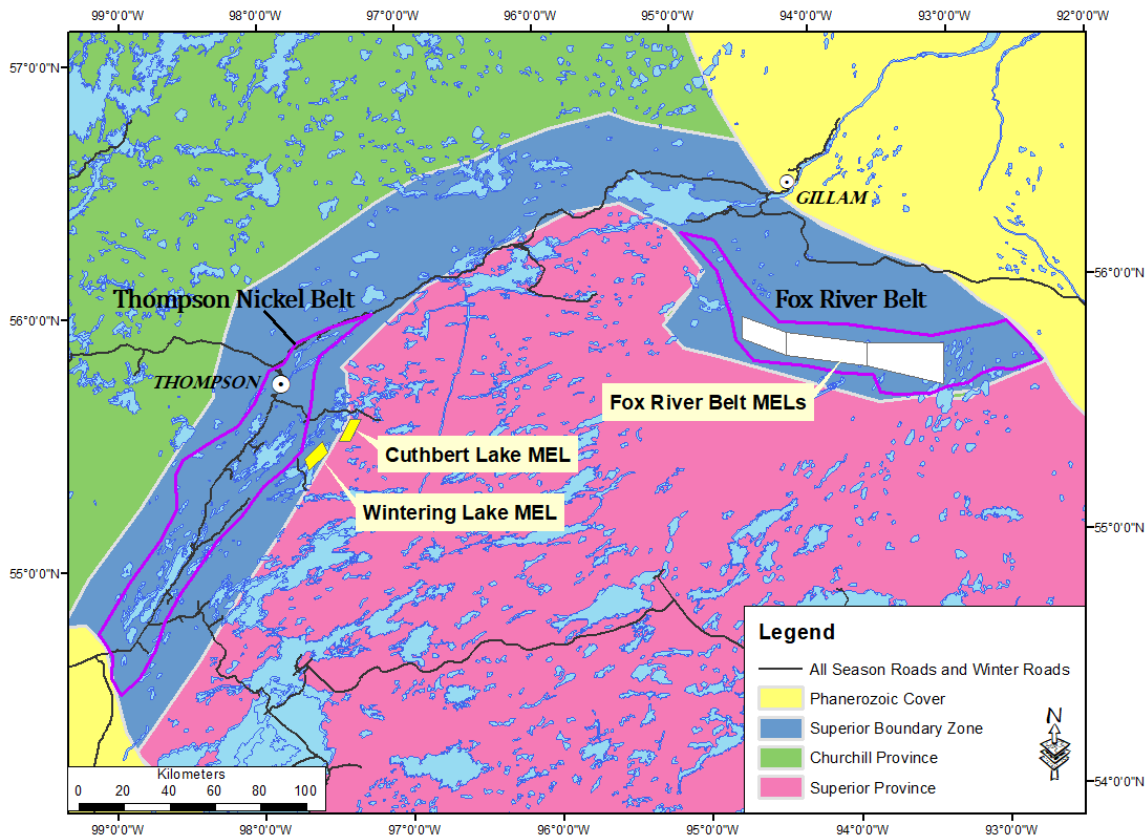 99°0'0"W 98°0'0"W 97°0'0"W 96°0'0"W 95°0'0"W 94°0'0"W 93°0'0"W 92°0'0"W
57°0'0"N
GILLAM
56°0'0"N
Thompson Nickel Belt
Fox River Belt
56°0'0"N
THOMPSON
Fox River Belt MELs
Cuthbert Lake MEL
Wintering Lake MEL
55°0'0"N
55°0'0"N
Legend
All Season Roads and Winter Roads
Phanerozoic Cover
Superior Boundary Zone
Churchill Province
Superior Province
N
Kilometers
0 20 40 60 80 100
54°0'0"N
99°0'0"W 98°0'0"W 97°0'0"W 96°0'0"W 95°0'0"W 94°0'0"W 93°0'0"W